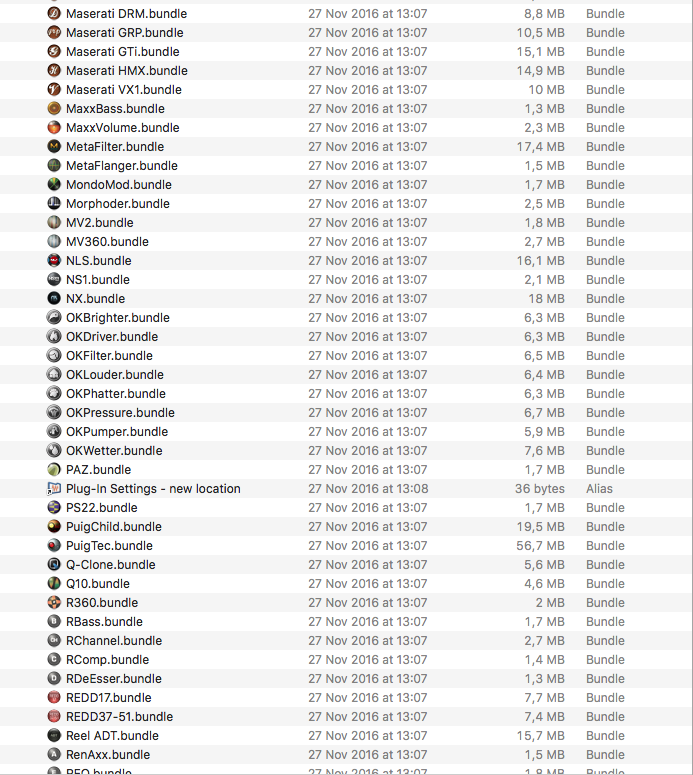 Maserati DRM.bundle 27 Nov 2016 at 13:07 8,8 MB Bundle
Maserati GRP.bundle 27 Nov 2016 at 13:07 10,5 MB Bundle
Maserati GTi.bundle 27 Nov 2016 at 13:07 15,1 MB Bundle
Maserati HMX.bundle 27 Nov 2016 at 13:07 14,9 MB Bundle
Maserati VX1.bundle 27 Nov 2016 at 13:07 10 MB Bundle
MaxxBass.bundle 27 Nov 2016 at 13:07 1,3 MB Bundle
MaxxVolume.bundle 27 Nov 2016 at 13:07 2,3 MB Bundle
MetaFilter.bundle 27 Nov 2016 at 13:07 17,4 MB Bundle
MetaFlanger.bundle 27 Nov 2016 at 13:07 1,5 MB Bundle
MondoMod.bundle 27 Nov 2016 at 13:07 1,7 MB Bundle
Morphoder.bundle 27 Nov 2016 at 13:07 2,5 MB Bundle
MV2.bundle 27 Nov 2016 at 13:07 1,8 MB Bundle
MV360.bundle 27 Nov 2016 at 13:07 2,7 MB Bundle
NLS.bundle 27 Nov 2016 at 13:07 16,1 MB Bundle
NS1.bundle 27 Nov 2016 at 13:07 2,1 MB Bundle
NX.bundle 27 Nov 2016 at 13:07 18 MB Bundle
OKBrighter.bundle 27 Nov 2016 at 13:07 6,3 MB Bundle
OKDriver.bundle 27 Nov 2016 at 13:07 6,3 MB Bundle
OKFilter.bundle 27 Nov 2016 at 13:07 6,5 MB Bundle
OKLouder.bundle 27 Nov 2016 at 13:07 6,4 MB Bundle
OKPhatter.bundle 27 Nov 2016 at 13:07 6,3 MB Bundle
OKPressure.bundle 27 Nov 2016 at 13:07 6,7 MB Bundle
OKPumper.bundle 27 Nov 2016 at 13:07 5,9 MB Bundle
OKWetter.bundle 27 Nov 2016 at 13:07 7,6 MB Bundle
PAZ.bundle 27 Nov 2016 at 13:07 1,7 MB Bundle
Plug-In Settings - new location 27 Nov 2016 at 13:08 36 bytes Alias
PS22.bundle 27 Nov 2016 at 13:07 1,7 MB Bundle
PuigChild.bundle 27 Nov 2016 at 13:07 19,5 MB Bundle
PuigTec.bundle 27 Nov 2016 at 13:07 56,7 MB Bundle
Q-Clone.bundle 27 Nov 2016 at 13:07 5,6 MB Bundle
Q10.bundle 27 Nov 2016 at 13:07 4,6 MB Bundle
R360.bundle 27 Nov 2016 at 13:07 2 MB Bundle
RBass.bundle 27 Nov 2016 at 13:07 1,7 MB Bundle
RChannel.bundle 27 Nov 2016 at 13:07 2,7 MB Bundle
RComp.bundle 27 Nov 2016 at 13:07 1,4 MB Bundle
RDeEsser.bundle 27 Nov 2016 at 13:07 1,3 MB Bundle
REDD17.bundle 27 Nov 2016 at 13:07 7,7 MB Bundle
REDD37-51.bundle 27 Nov 2016 at 13:07 7,4 MB Bundle
Reel ADT.bundle 27 Nov 2016 at 13:07 15,7 MB Bundle
RenAxx.bundle 27 Nov 2016 at 13:07 1,5 MB Bundle